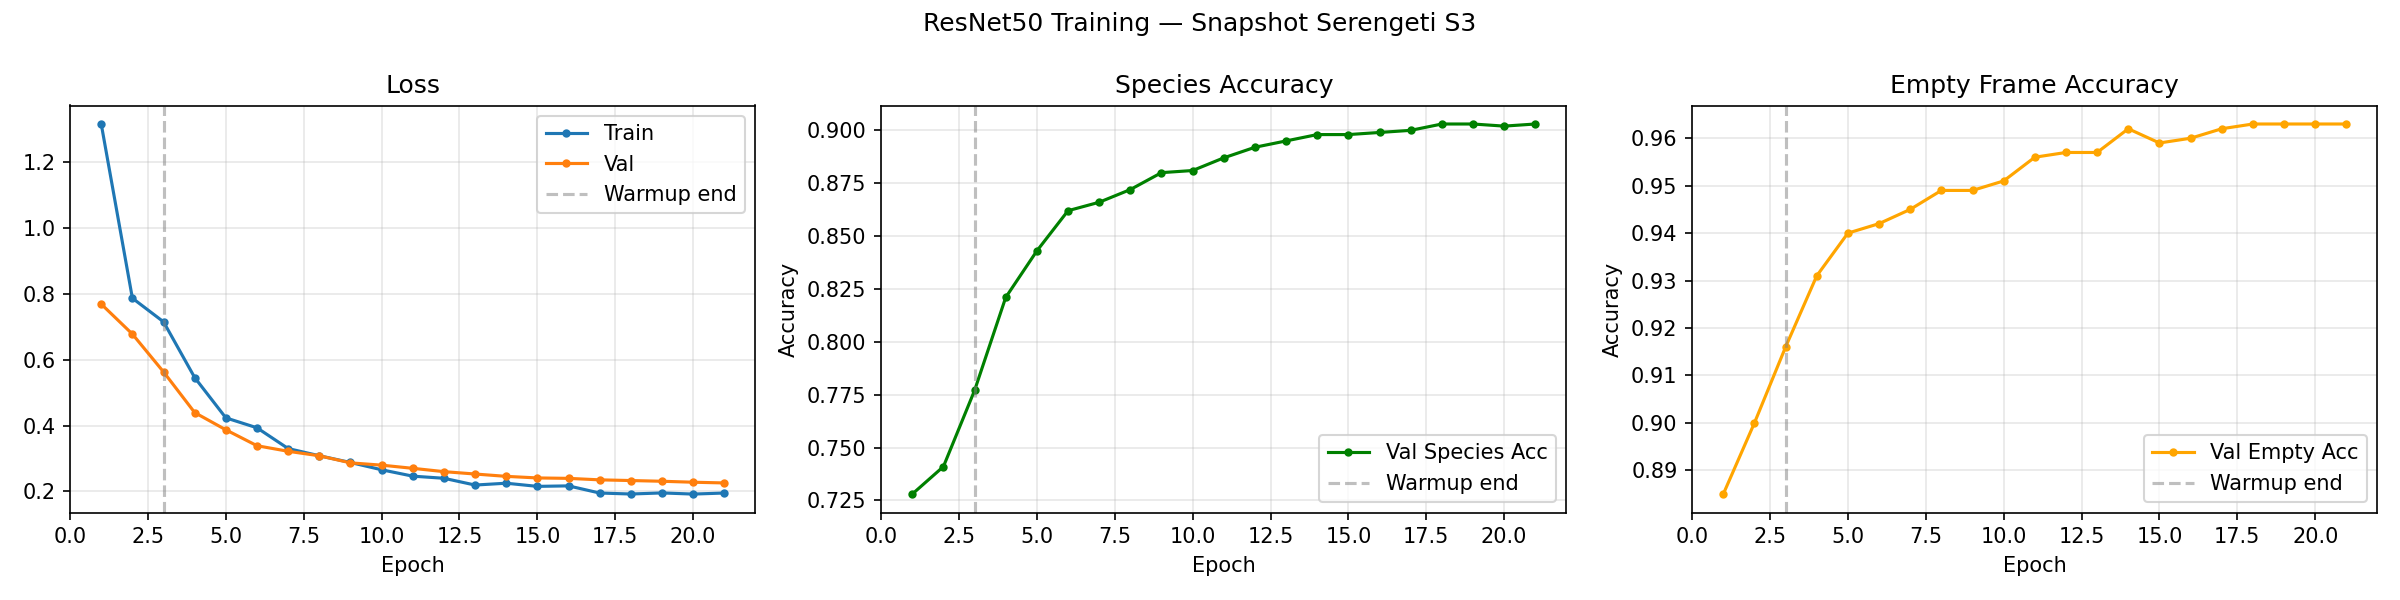 ResNet50 Training — Snapshot Serengeti S3
Loss
1.2
1.0
0.8
0.6
0.4
0.2
0.0 2.5 5.0 7.5 10.0 12.5 15.0 17.5 20.0
Epoch
Train
Val
Warmup end
Species Accuracy
Accuracy
0.900
0.875
0.850
0.825
0.800
0.775
0.750
0.725
0.0 2.5 5.0 7.5 10.0 12.5 15.0 17.5 20.0
Epoch
Val Species Acc
Warmup end
Empty Frame Accuracy
Accuracy
0.96
0.95
0.94
0.93
0.92
0.91
0.90
0.89
0.0 2.5 5.0 7.5 10.0 12.5 15.0 17.5 20.0
Epoch
Val Empty Acc
Warmup end